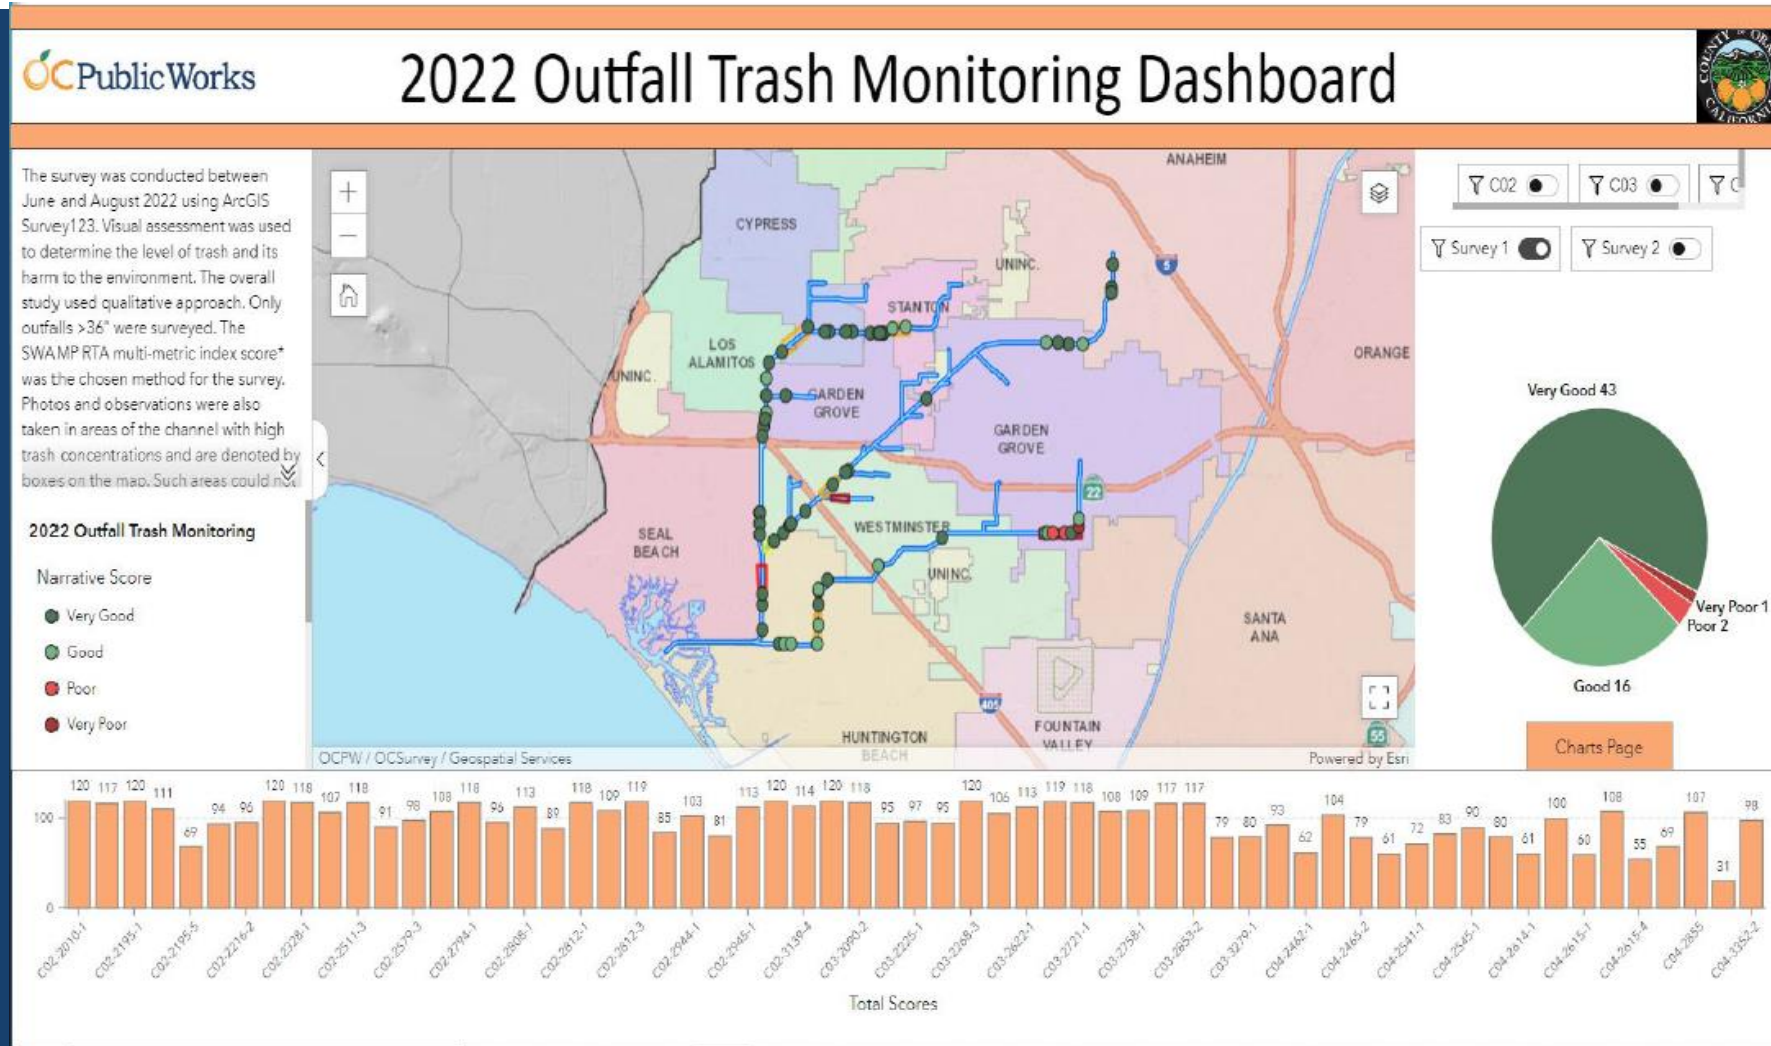 OCPublicWorks
2022 Outfall Trash Monitoring Dashboard
COUNTY OF ORA
CALIFORN
The survey was conducted between
June and August 2022 using ArcGIS
Survey123. Visual assessment was used
to determine the level of trash and its
harm to the environment. The overall
study used qualitative approach. Only
outfalls >36" were surveyed. The
SWAMP RTA multi-metric index score*
was the chosen method for the survey.
Photos and observations were also
taken in areas of the channel with high
trash concentrations and are denoted by
boxes on the map. Such areas could not
2022 Outfall Trash Monitoring
Narrative Score
Very Good
Good
Poor
Very Poor
ANAHEIM
CYPRESS
UNINC.
5
STANTON
LOS
ALAMITOS
ORANGE
UNINC.
GARDEN
GROVE
GARDEN
GROVE
22
SEAL
BEACH
WESTMINSTER
UNINC.
SANTA
ANA
405
FOUNTAIN
VALLEY
55
HUNTINGTON
BEACH
OCPW / OCSurvey / Geospatial Services
Powered by Esri
C02
C03
C
Survey 1
Survey 2
Very Good 43
Very Poor 1
Poor 2
Good 16
Charts Page
120 117 120 111 69 94 96 120 118 107 118 91 98 108 118 96 113 89 118 109 119 85 103 81 113 120 114 120 118 95 97 95 120 106 113 119 118 108 109 117 117 79 80 93 62 104 79 61 72 83 90 80 61 100 60 108 55 69 107 31 98
100
0
C02-2010-1 C02-2195-1 C02-2195-5 C02-2216-2 C02-2328-1 C02-2511-3 C02-2579-3 C02-2794-1 C02-2808-1 C02-2812-1 C02-2812-3 C02-2944-1 C02-2945-1 C02-3139-4 C03-2090-2 C03-2225-1 C03-2268-3 C03-2622-1 C03-2721-1 C03-2758-1 C03-2853-2 C03-3279-1 C04-2462-1 C04-2465-2 C04-2541-1 C04-2545-1 C04-2614-1 C04-2615-1 C04-2615-4 C04-2855 C04-3352-2
Total Scores